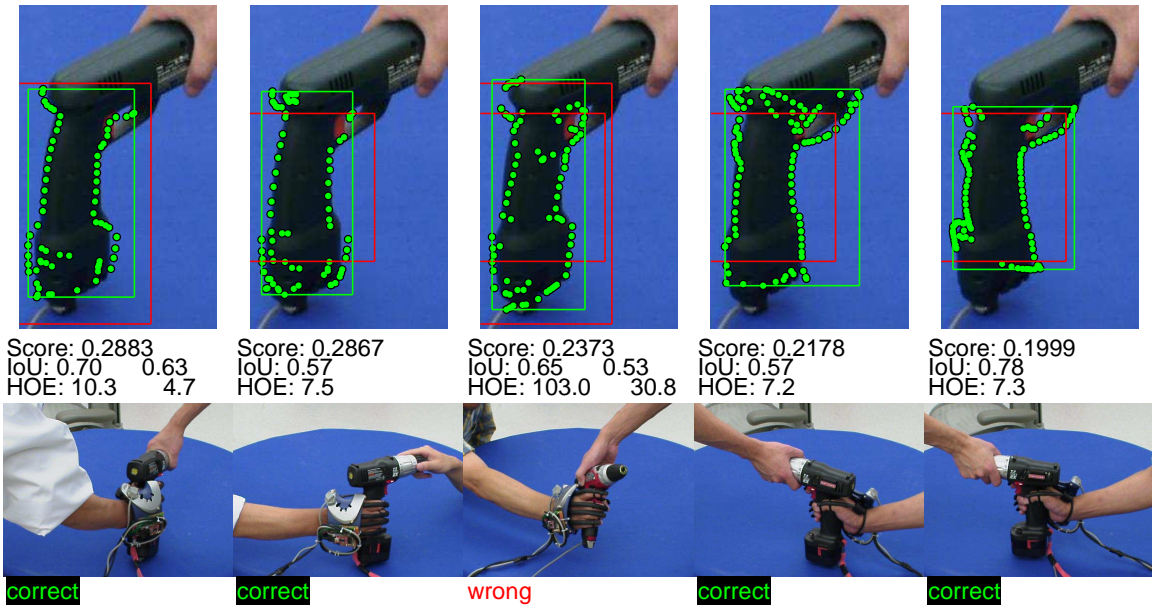 Score: 0.2883
IoU: 0.70 0.63
HOE: 10.3 4.7
Score: 0.2867
IoU: 0.57
HOE: 7.5
Score: 0.2373
IoU: 0.65 0.53
HOE: 103.0 30.8
Score: 0.2178
IoU: 0.57
HOE: 7.2
Score: 0.1999
IoU: 0.78
HOE: 7.3
correct
correct
wrong
correct
correct